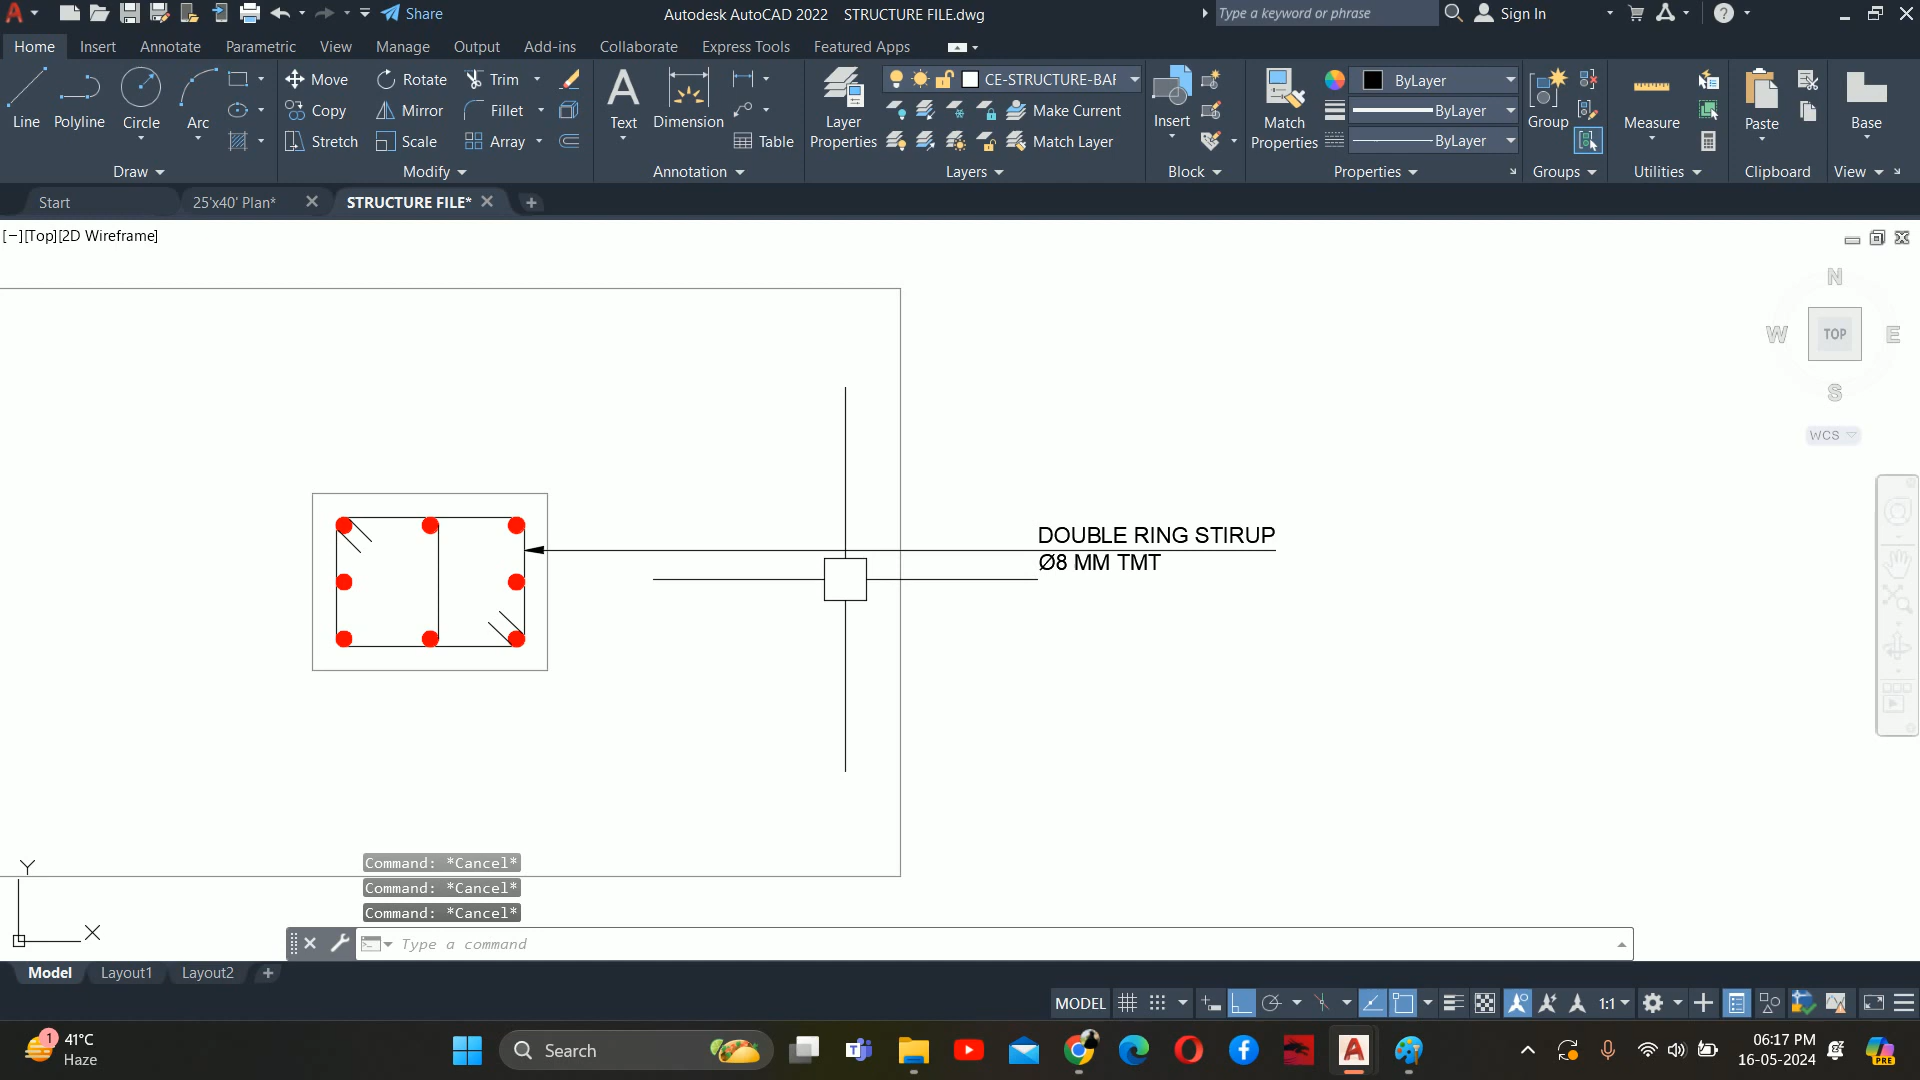 Share
Autodesk AutoCAD 2022 STRUCTURE FILE.dwg
Type a keyword or phrase
Sign In
Home Insert Annotate Parametric View Manage Output Add-ins Collaborate Express Tools Featured Apps
Line Polyline Circle Arc
Move Rotate Trim
Copy Mirror Fillet
Stretch Scale Array
Text Dimension
Table
Layer Properties
CE-STRUCTURE-BAR
Make Current
Match Layer
Insert
Match Properties
ByLayer
ByLayer
ByLayer
Group
Measure
Paste
Base
Draw Modify Annotation Layers Block Properties Groups Utilities Clipboard View
Start 25'x40' Plan* STRUCTURE FILE*
[−][Top][2D Wireframe]
N
W TOP E
S
WCS
DOUBLE RING STIRUP
Ø8 MM TMT
Y
X
Command: *Cancel*
Command: *Cancel*
Command: *Cancel*
Type a command
Model Layout1 Layout2
MODEL 1:1
1
41°C
Haze
Search
PRE
06:17 PM
16-05-2024